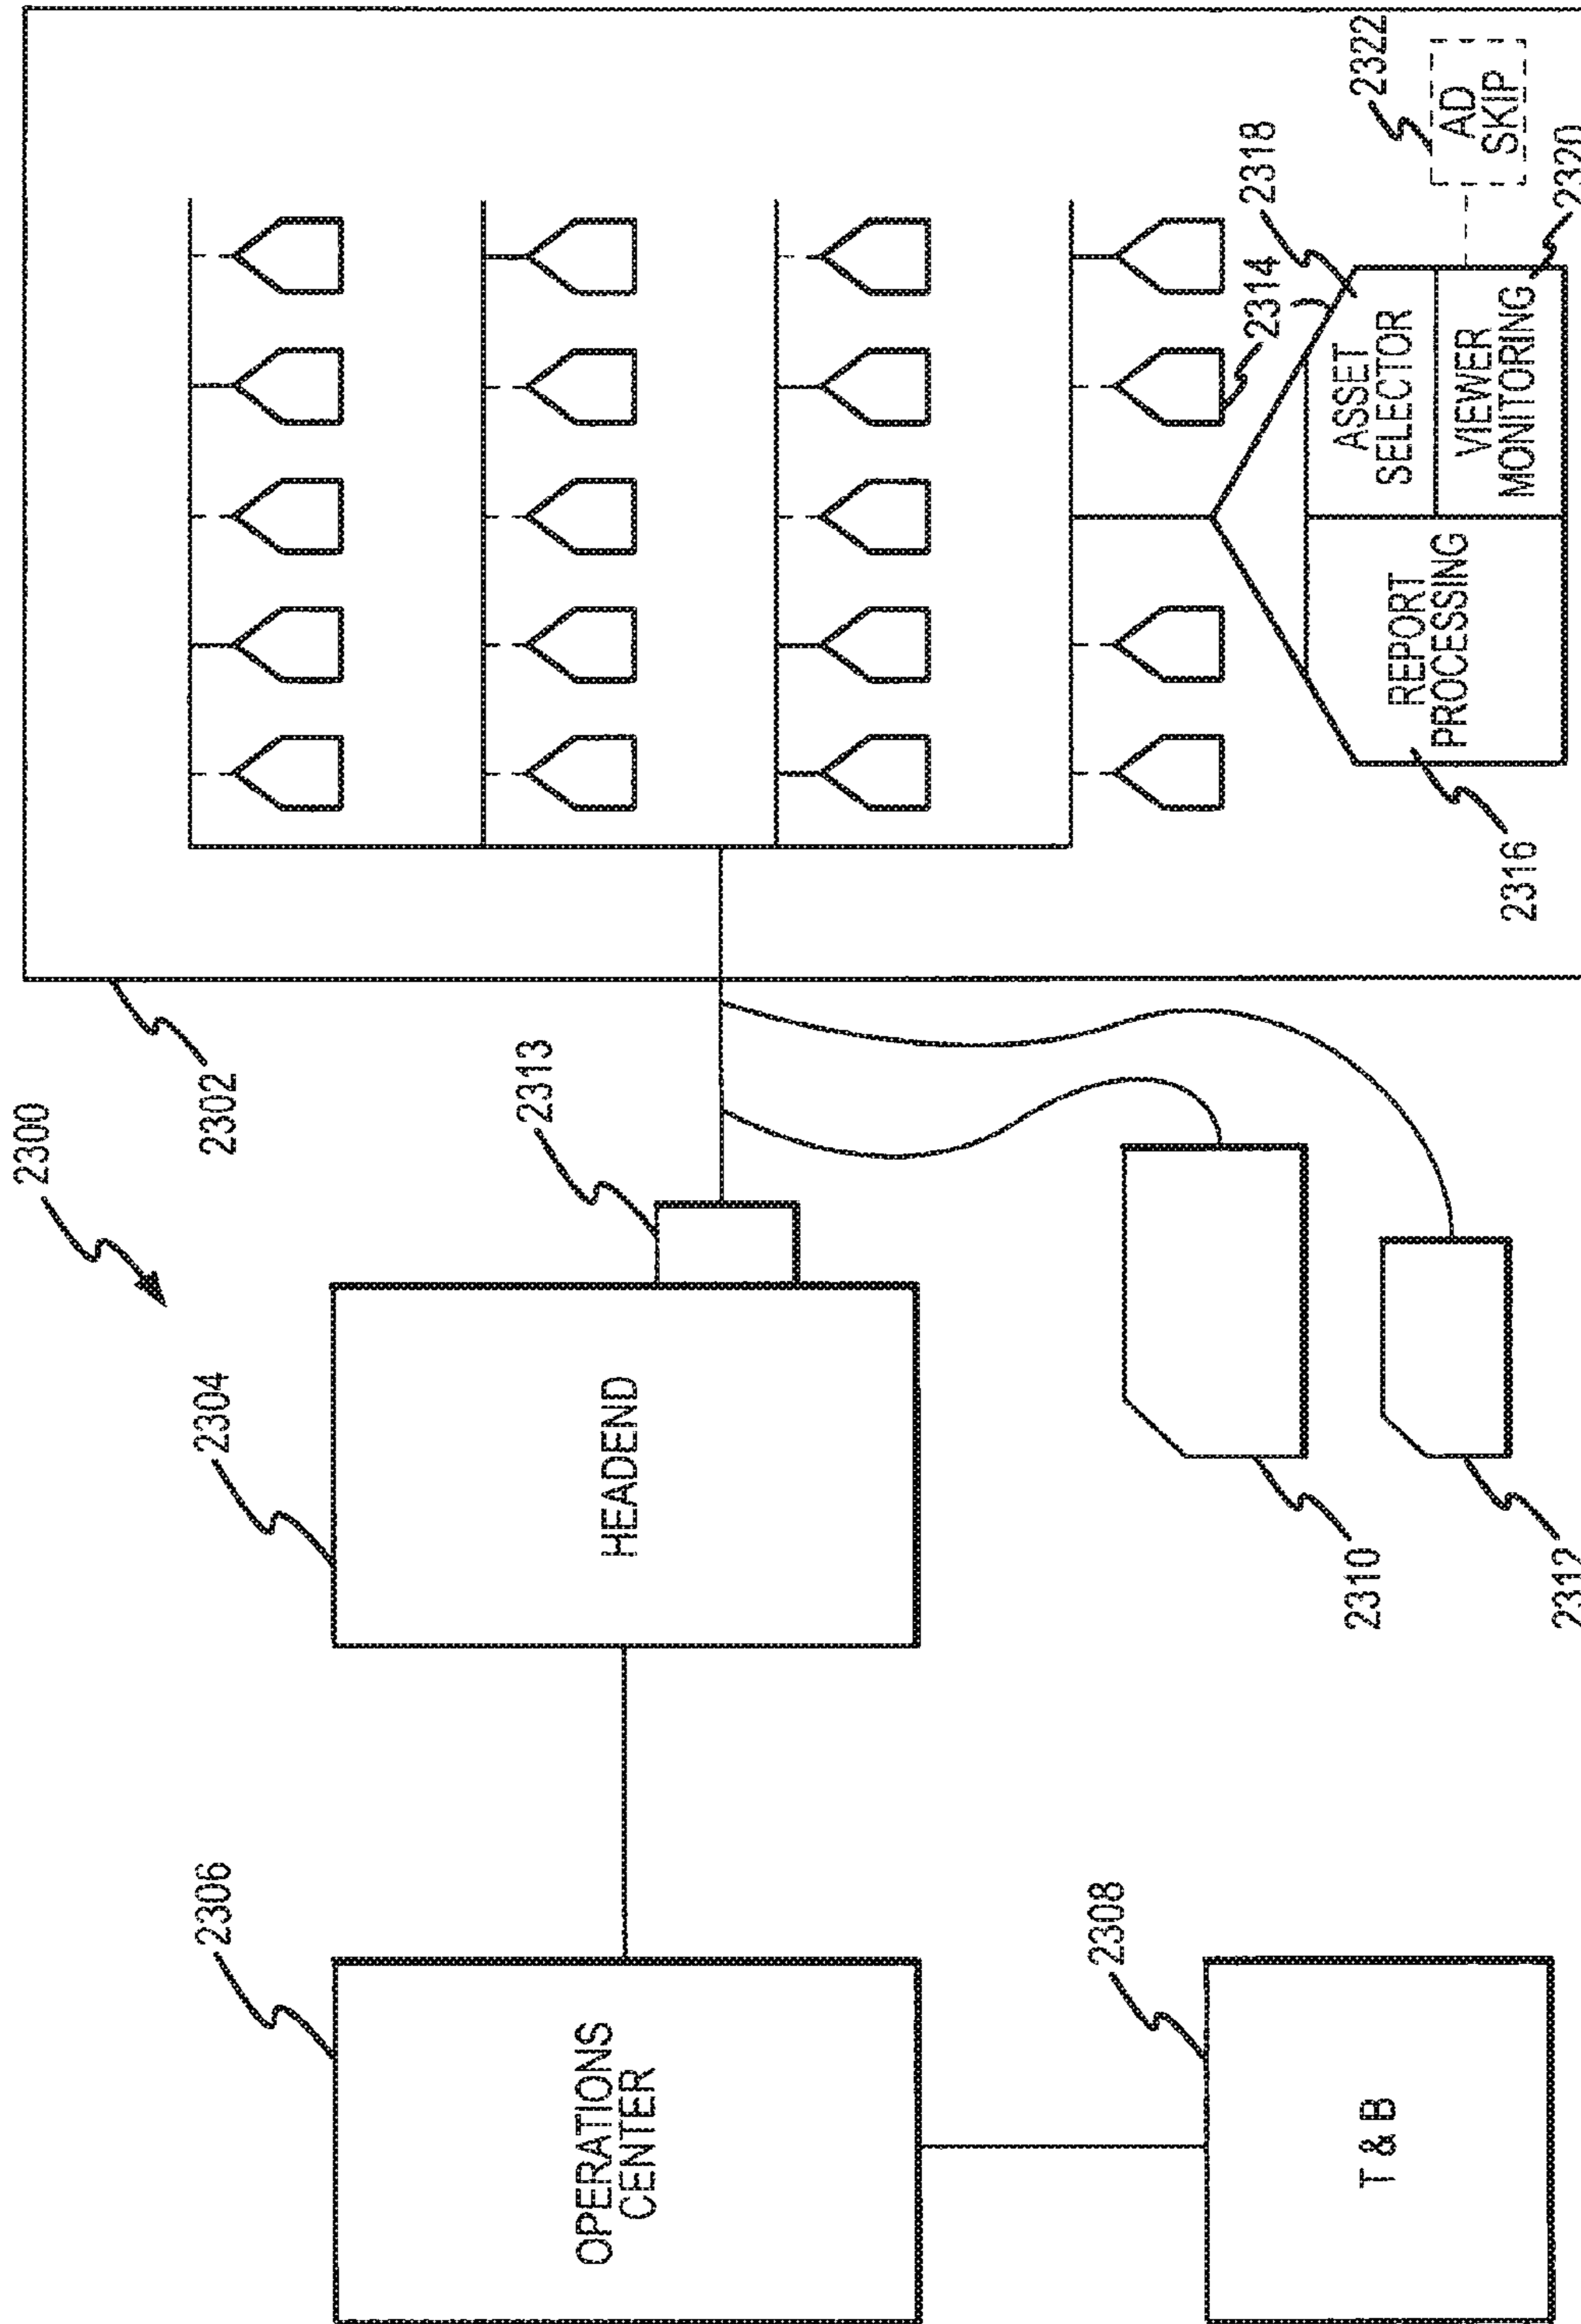 2300
2306
2304
2302
2313
OPERATIONS
CENTER
HEADEND
2308
2314
2318
2310
2322
T & B
ASSET
SELECTOR
REPORT
PROCESSING
AD
SKIP
VIEWER
MONITORING
2316
2312
2320